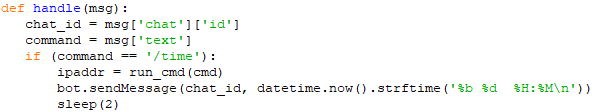 def handle(msg):
    chat_id = msg['chat']['id']
    command = msg['text']
    if (command == '/time'):
        ipaddr = run_cmd(cmd)
        bot.sendMessage(chat_id, datetime.now().strftime('%b %d  %H:%M\n'))
        sleep(2)